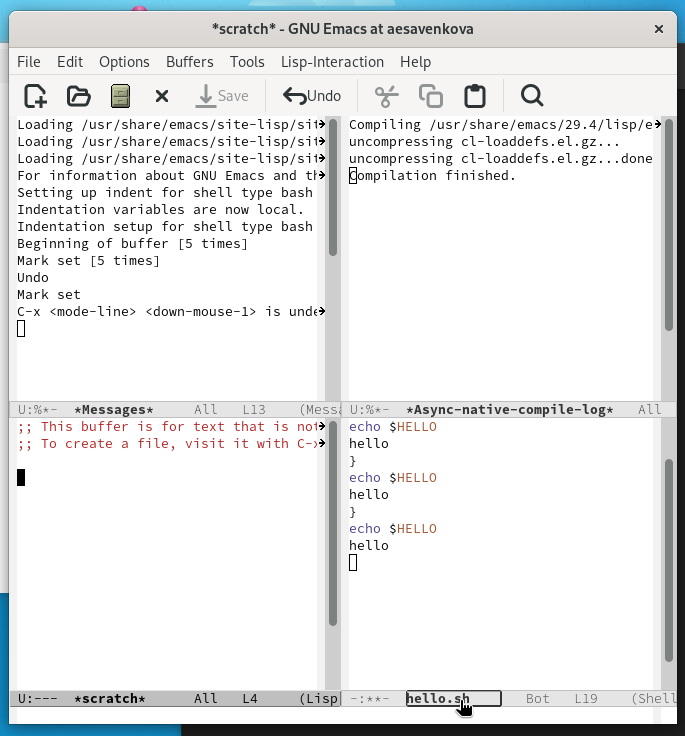 *scratch* - GNU Emacs at aesavenkova
File Edit Options Buffers Tools Lisp-Interaction Help
Save Undo
Loading /usr/share/emacs/site-lisp/sit
Loading /usr/share/emacs/site-lisp/sit
Loading /usr/share/emacs/site-lisp/sit
For information about GNU Emacs and th
Setting up indent for shell type bash
Indentation variables are now local.
Indentation setup for shell type bash
Beginning of buffer [5 times]
Mark set [5 times]
Undo
Mark set
C-x <mode-line> <down-mouse-1> is unde
U:%*- *Messages* All L13 (Messa
Compiling /usr/share/emacs/29.4/lisp/e
uncompressing cl-loaddefs.el.gz...
uncompressing cl-loaddefs.el.gz...done
Compilation finished.
U:%*- *Async-native-compile-log* All
;; This buffer is for text that is not
;; To create a file, visit it with C-x
U:--- *scratch* All L4 (Lisp
echo $HELLO
hello
}
echo $HELLO
hello
}
echo $HELLO
hello
-:**- hello.sh Bot L19 (Shell